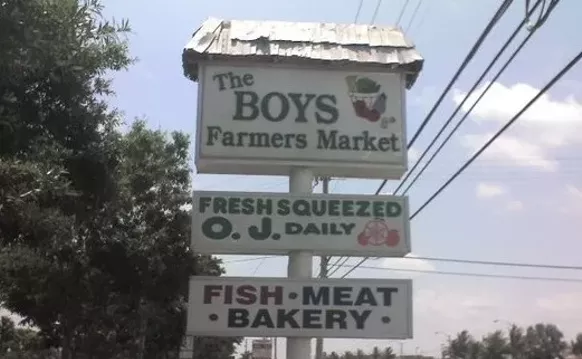 The
BOYS
Farmers Market
FRESH SQUEEZED
O.J. DAILY
FISH · MEAT
· BAKERY ·